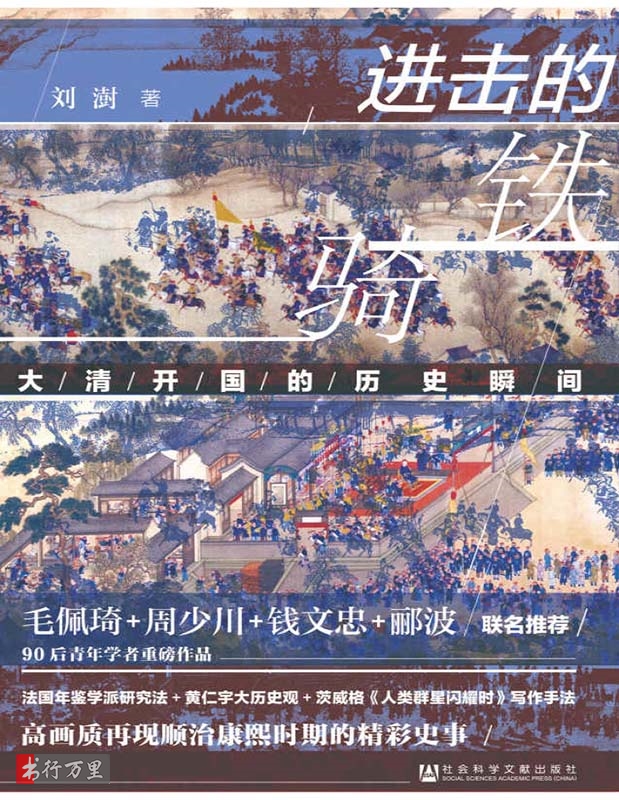 刘澍 著
进击的
铁
骑
大/清/开/国/的/历史瞬/间
毛佩琦+周少川+钱文忠+郦波/联名推荐/
90后青年学者重磅作品
法国年鉴学派研究法+黄仁宇大历史观+茨威格《人类群星闪耀时》写作手法
高画质再现顺治康熙时期的精彩史事/
书行万里
社会科学文献出版社
SOCIAL SCIENCES ACADEMIC PRESS (CHINA)